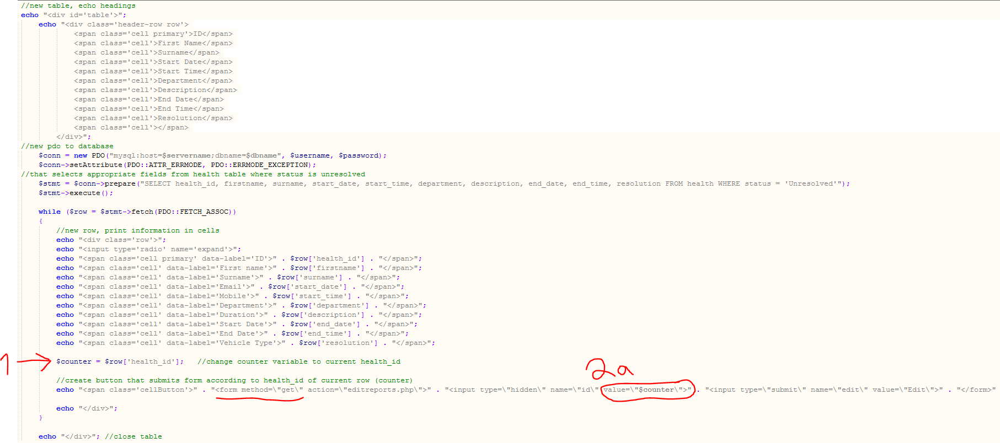 //new table, echo headings
echo "<div id='table'>";
echo "<div class='header-row row'>
<span class='cell primary'>ID</span>
<span class='cell'>First Name</span>
<span class='cell'>Surname</span>
<span class='cell'>Start Date</span>
<span class='cell'>Start Time</span>
<span class='cell'>Department</span>
<span class='cell'>Description</span>
<span class='cell'>End Date</span>
<span class='cell'>End Time</span>
<span class='cell'>Resolution</span>
<span class='cell'></span>
</div>";
//new pdo to database
$conn = new PDO("mysql:host=$servername;dbname=$dbname", $username, $password);
$conn->setAttribute(PDO::ATTR_ERRMODE, PDO::ERRMODE_EXCEPTION);
//that selects appropriate fields from health table where status is unresolved
$stmt = $conn->prepare("SELECT health_id, firstname, surname, start_date, start_time, department, description, end_date, end_time, resolution FROM health WHERE status = 'Unresolved'");
$stmt->execute();
while ($row = $stmt->fetch(PDO::FETCH_ASSOC))
{
//new row, print information in cells
echo "<div class='row'>";
echo "<input type='radio' name='expand'>";
echo "<span class='cell primary' data-label='ID'>" . $row['health_id'] . "</span>";
echo "<span class='cell' data-label='First name'>" . $row['firstname'] . "</span>";
echo "<span class='cell' data-label='Surname'>" . $row['surname'] . "</span>";
echo "<span class='cell' data-label='Email'>" . $row['start_date'] . "</span>";
echo "<span class='cell' data-label='Mobile'>" . $row['start_time'] . "</span>";
echo "<span class='cell' data-label='Department'>" . $row['department'] . "</span>";
echo "<span class='cell' data-label='Duration'>" . $row['description'] . "</span>";
echo "<span class='cell' data-label='Start Date'>" . $row['end_date'] . "</span>";
echo "<span class='cell' data-label='End Date'>" . $row['end_time'] . "</span>";
echo "<span class='cell' data-label='Vehicle Type'>" . $row['resolution'] . "</span>";
1 $counter = $row['health_id']; //change counter variable to current health_id
2a
//create button that submits form according to health_id of current row (counter)
echo "<span class='cellButton'>" . "<form method=\"get\" action=\"editreports.php\">" . "<input type=\"hidden\" name=\"id\" value=\"$counter\">" . "<input type=\"submit\" name=\"edit\" value=\"Edit\">" . "</form>"
echo "</div>";
}
echo "</div>"; //close table